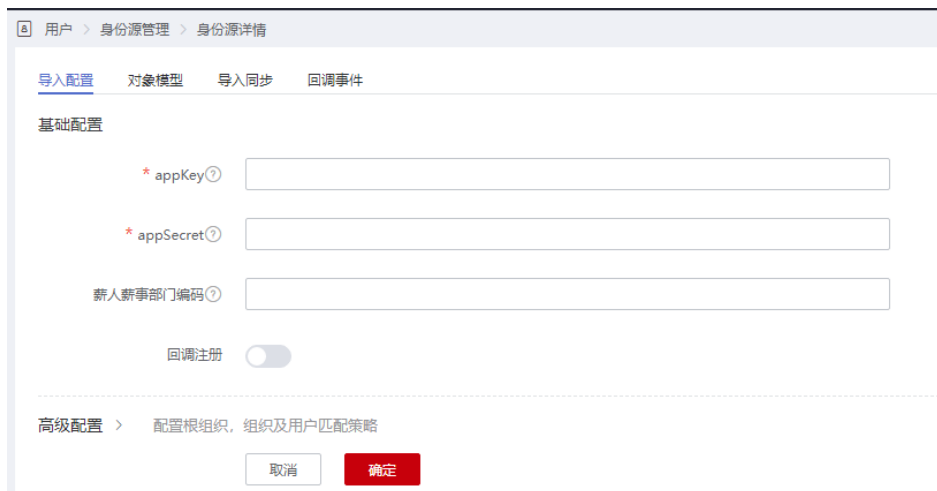 用户 > 身份源管理 > 身份源详情
导入配置 对象模型 导入同步 回调事件
基础配置
* appKey?
* appSecret?
薪人薪事部门编码?
回调注册
高级配置 > 配置根组织，组织及用户匹配策略
取消 确定